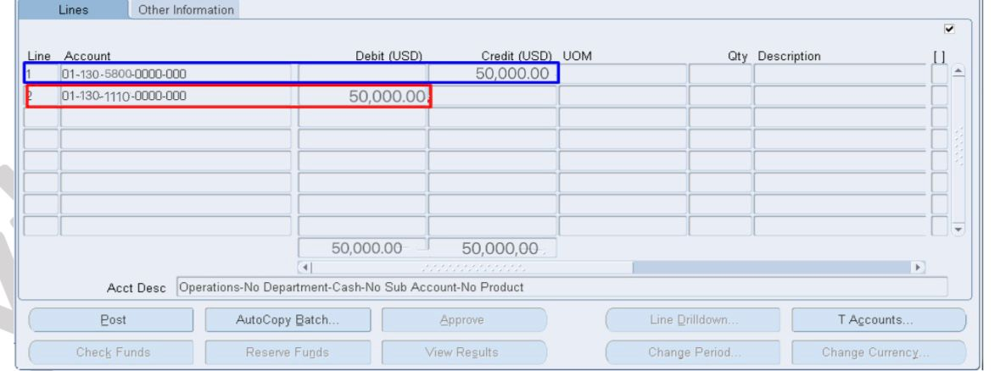 Lines Other Information
Line Account Debit (USD) Credit (USD) UOM Qty Description [ ]
1 01-130-5800-0000-000 50,000.00
2 01-130-1110-0000-000 50,000.00
50,000.00 50,000,00
Acct Desc Operations-No Department-Cash-No Sub Account-No Product
Post AutoCopy Batch... Approve Line Drilldown... T Accounts...
Check Funds Reserve Funds View Results Change Period... Change Currency...